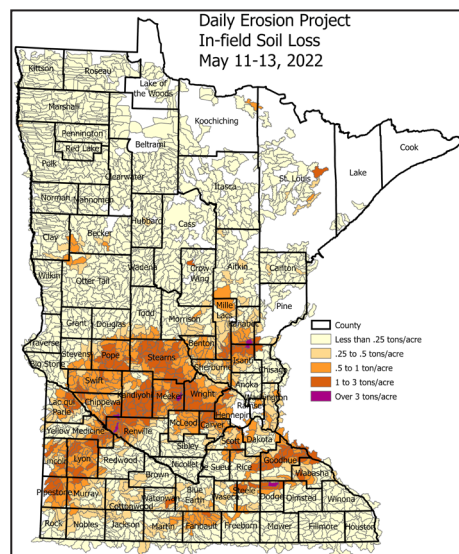 Daily Erosion Project
In-field Soil Loss
May 11-13, 2022
Kittson
Roseau
Lake of
the Woods
Marshall
Koochiching
Pennington
Red Lake
Beltrami
Cook
Polk
Clearwater
Lake
Itasca
St. Louis
Norman
Mahnomen
Hubbard
Cass
Clay
Becker
Aitkin
Carlton
Crow
Wing
Wadena
Wilkin
Otter Tail
Pine
Mille
Lacs
Kanabec
Todd
Morrison
Grant
Douglas
Traverse
Benton
Big Stone
Stevens
Pope
Stearns
Isanti
Sherburne
Chisago
Anoka
Swift
Wright
Washington
Lac qui
Parle
Chippewa
Kandiyohi
Meeker
Ramsey
Hennepin
McLeod
Carver
Yellow Medicine
Renville
Scott
Dakota
Sibley
Lincoln
Lyon
Redwood
Nicollet
Le Sueur
Rice
Goodhue
Wabasha
Brown
Pipestone
Murray
Cottonwood
Watonwan
Blue
Earth
Waseca
Steele
Dodge
Olmsted
Winona
Rock
Nobles
Jackson
Martin
Faribault
Freeborn
Mower
Fillmore
Houston
County
Less than .25 tons/acre
.25 to .5 tons/acre
.5 to 1 ton/acre
1 to 3 tons/acre
Over 3 tons/acre